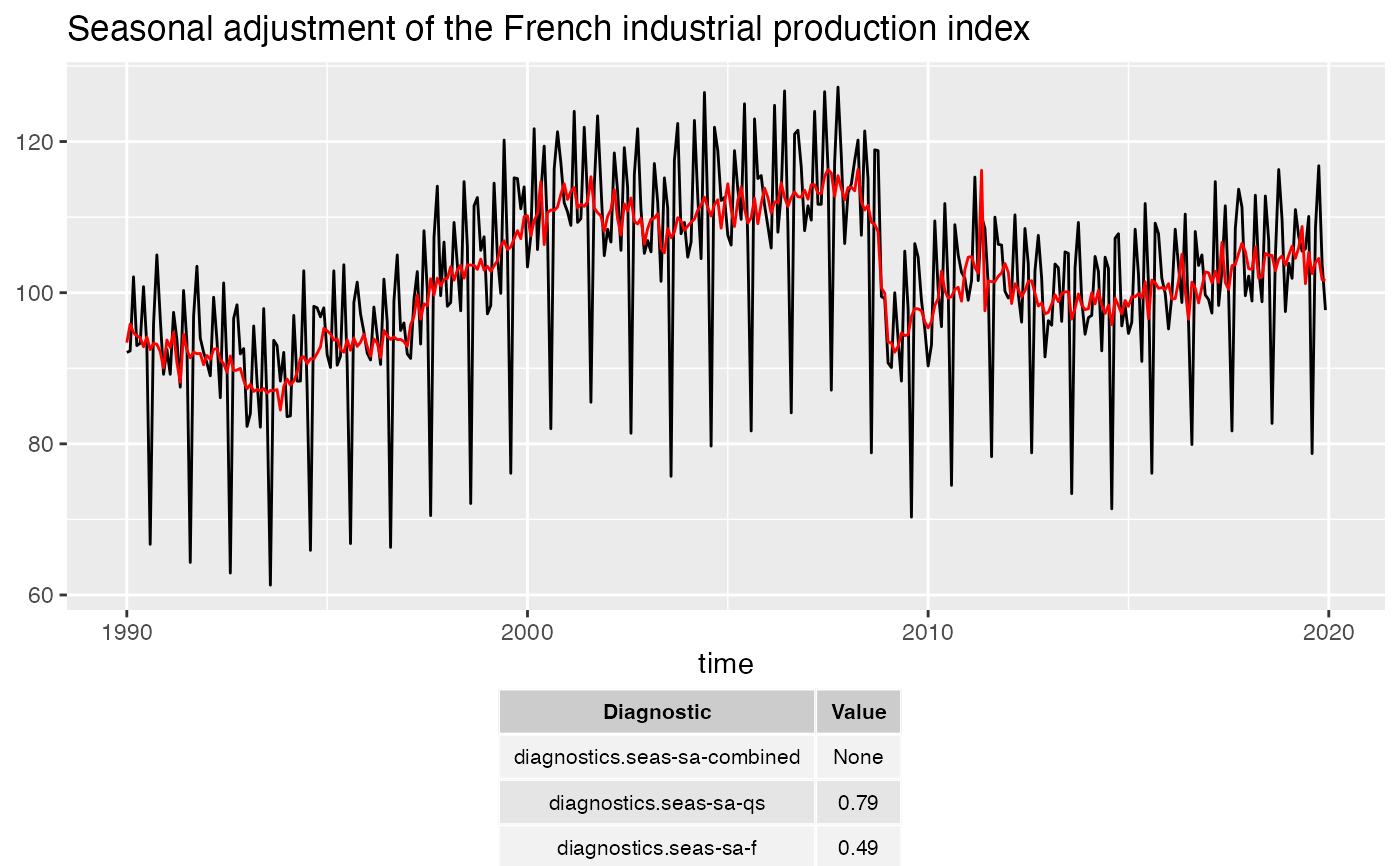 Seasonal adjustment of the French industrial production index
120
100
80
60
1990 2000 2010 2020
time
Diagnostic Value
diagnostics.seas-sa-combined None
diagnostics.seas-sa-qs 0.79
diagnostics.seas-sa-f 0.49